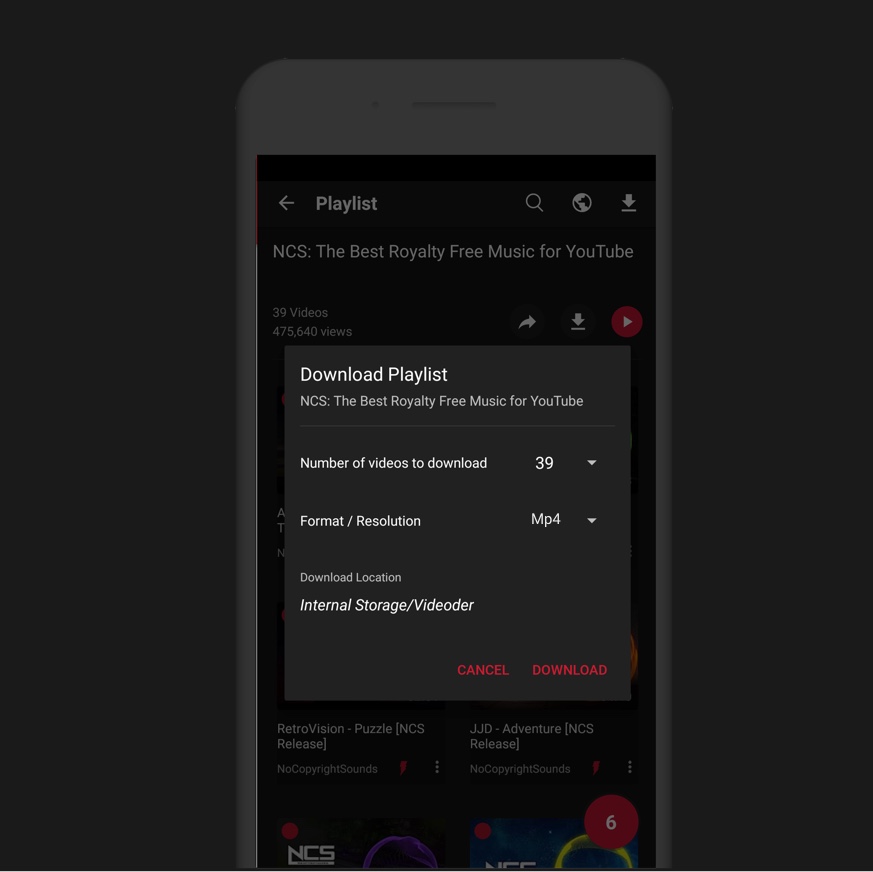 Playlist
NCS: The Best Royalty Free Music for YouTube
39 Videos
475,640 views
Download Playlist
NCS: The Best Royalty Free Music for YouTube
Number of videos to download 39
Format / Resolution Mp4
Download Location
Internal Storage/Videoder
CANCEL DOWNLOAD
RetroVision - Puzzle [NCS
Release]
NoCopyrightSounds
JJD - Adventure [NCS
Release]
NoCopyrightSounds
6
NCS
NCS